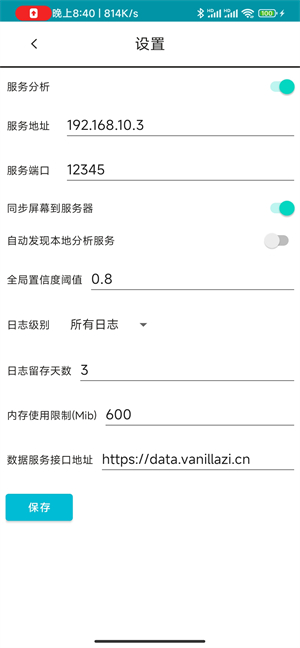 晚上8:40 | 814K/s
HD HD 100
设置
服务分析
服务地址 192.168.10.3
服务端口 12345
同步屏幕到服务器
自动发现本地分析服务
全局置信度阈值 0.8
日志级别 所有日志
日志留存天数 3
内存使用限制(Mib) 600
数据服务接口地址 https://data.vanillazi.cn
保存